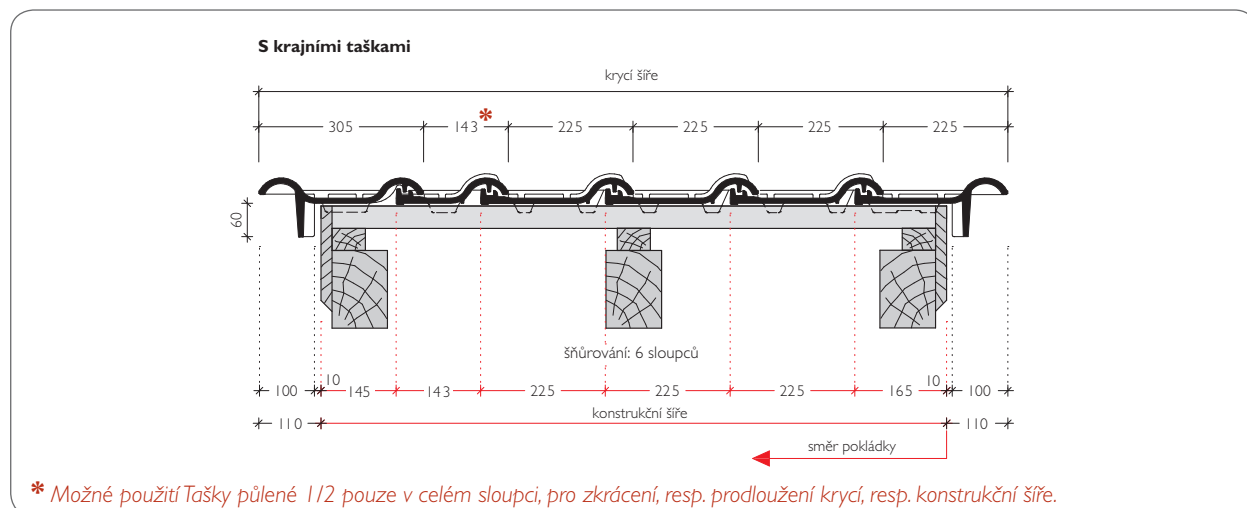 S krajními taškami
krycí šíře
305 143* 225 225 225 225
60
šňůrování: 6 sloupců
100 10 145 143 225 225 225 165 10 100
110 konstrukční šíře 110
směr pokládky
* Možné použití Tašky půlené 1/2 pouze v celém sloupci, pro zkrácení, resp. prodloužení krycí, resp. konstrukční šíře.